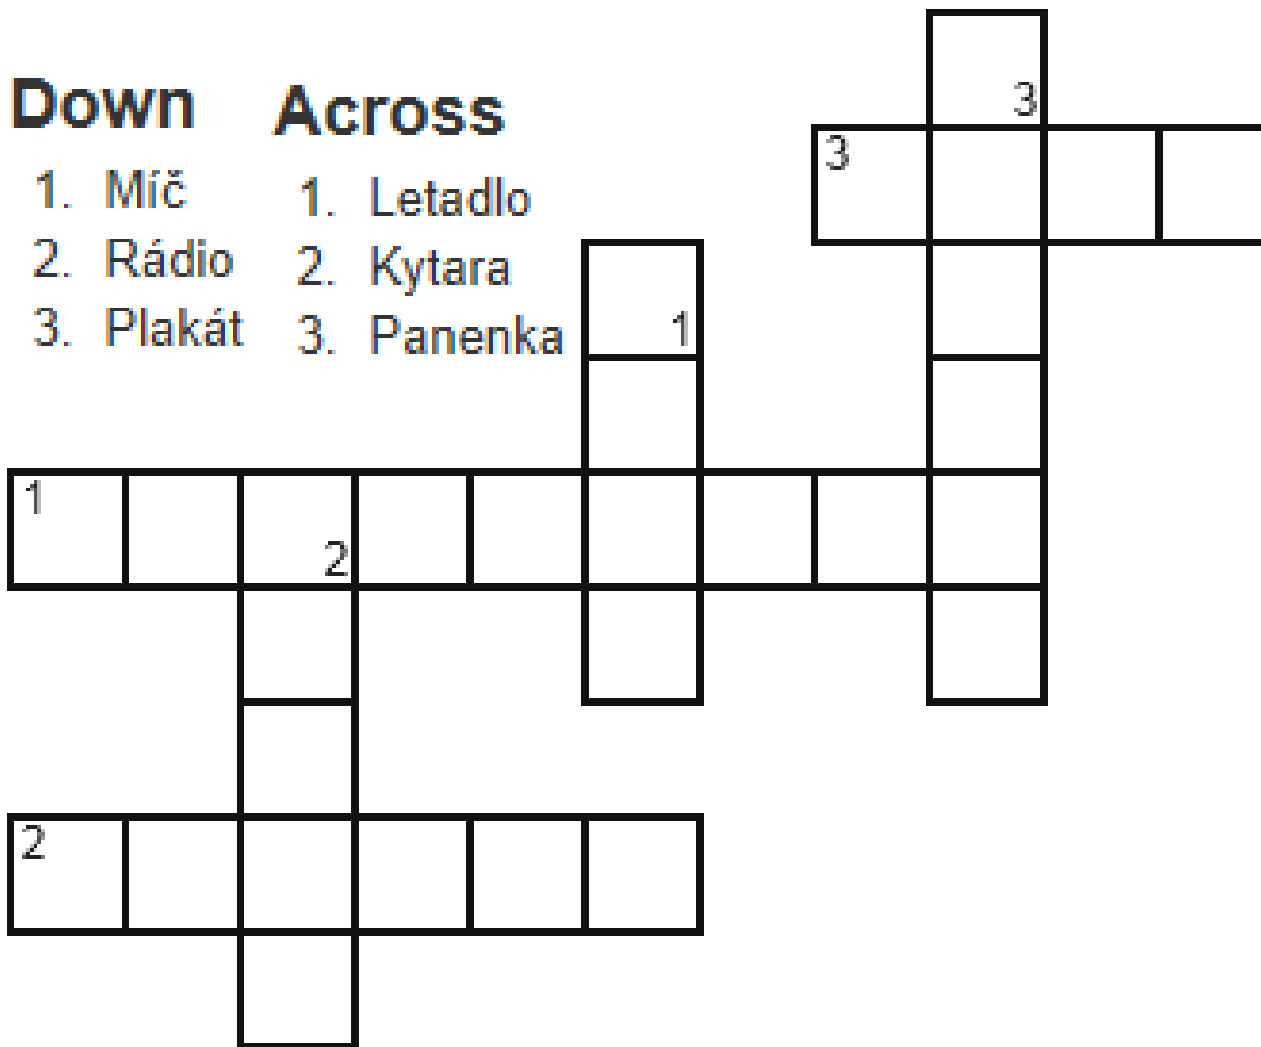 Down
1. Míč
2. Rádio
3. Plakát
Across
1. Letadlo
2. Kytara
3. Panenka
3
3
1
1
2
2